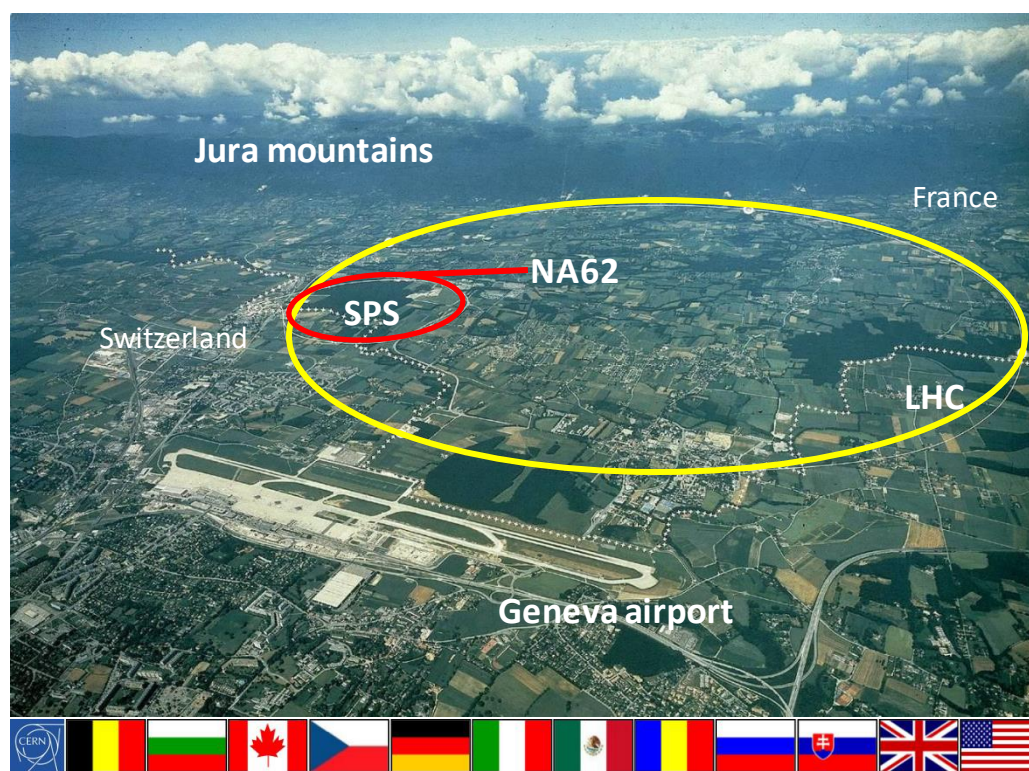 Jura mountains
France
NA62
SPS
Switzerland
LHC
Geneva airport
CERN